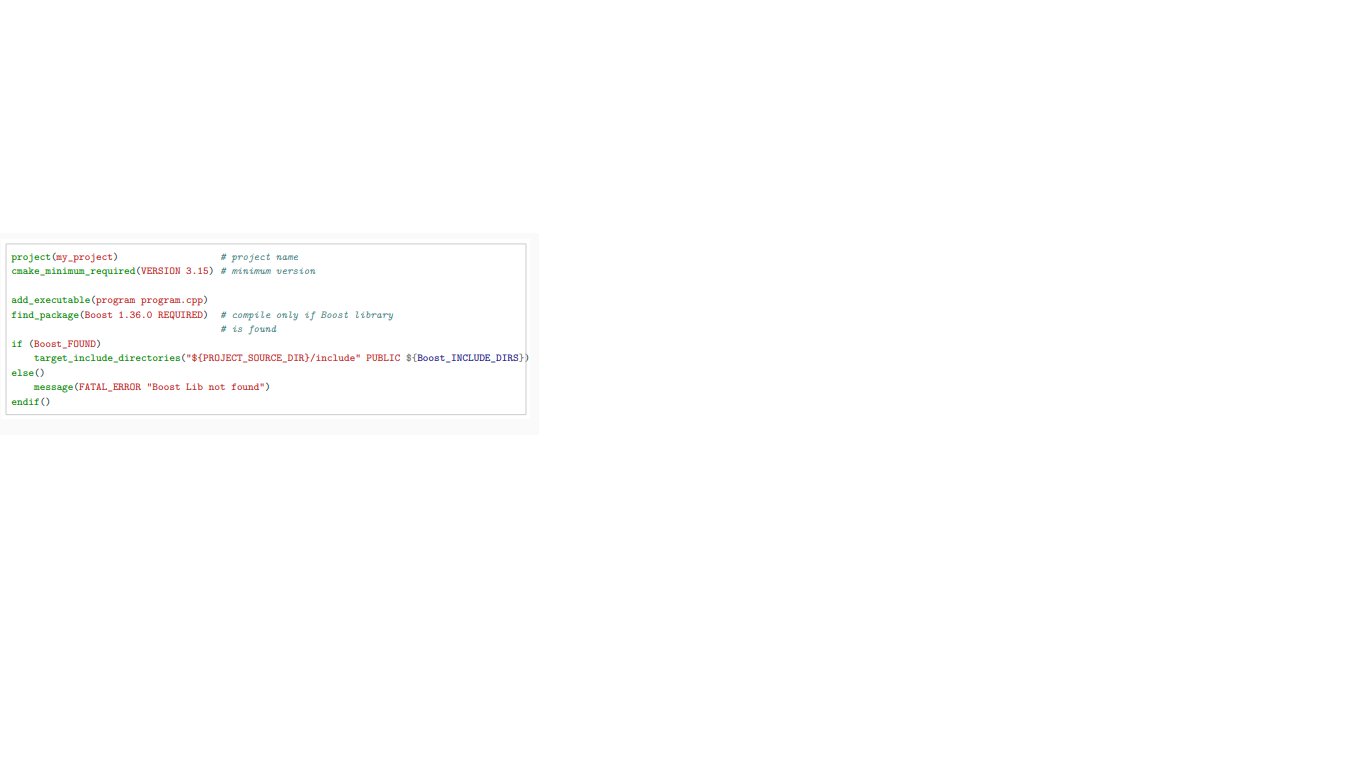 project(my_project) # project name
cmake_minimum_required(VERSION 3.15) # minimum version
add_executable(program program.cpp)
find_package(Boost 1.36.0 REQUIRED) # compile only if Boost library
# is found
if (Boost_FOUND)
target_include_directories("${PROJECT_SOURCE_DIR}/include" PUBLIC ${Boost_INCLUDE_DIRS})
else()
message(FATAL_ERROR "Boost Lib not found")
endif()